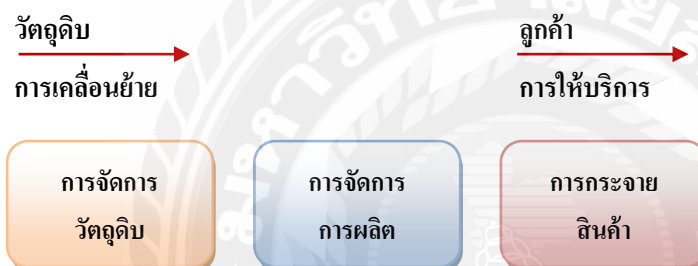 วัตถุดิบ
ลูกค้า
การเคลื่อนย้าย
การให้บริการ
การจัดการ
วัตถุดิบ
การจัดการ
การผลิต
การกระจาย
สินค้า